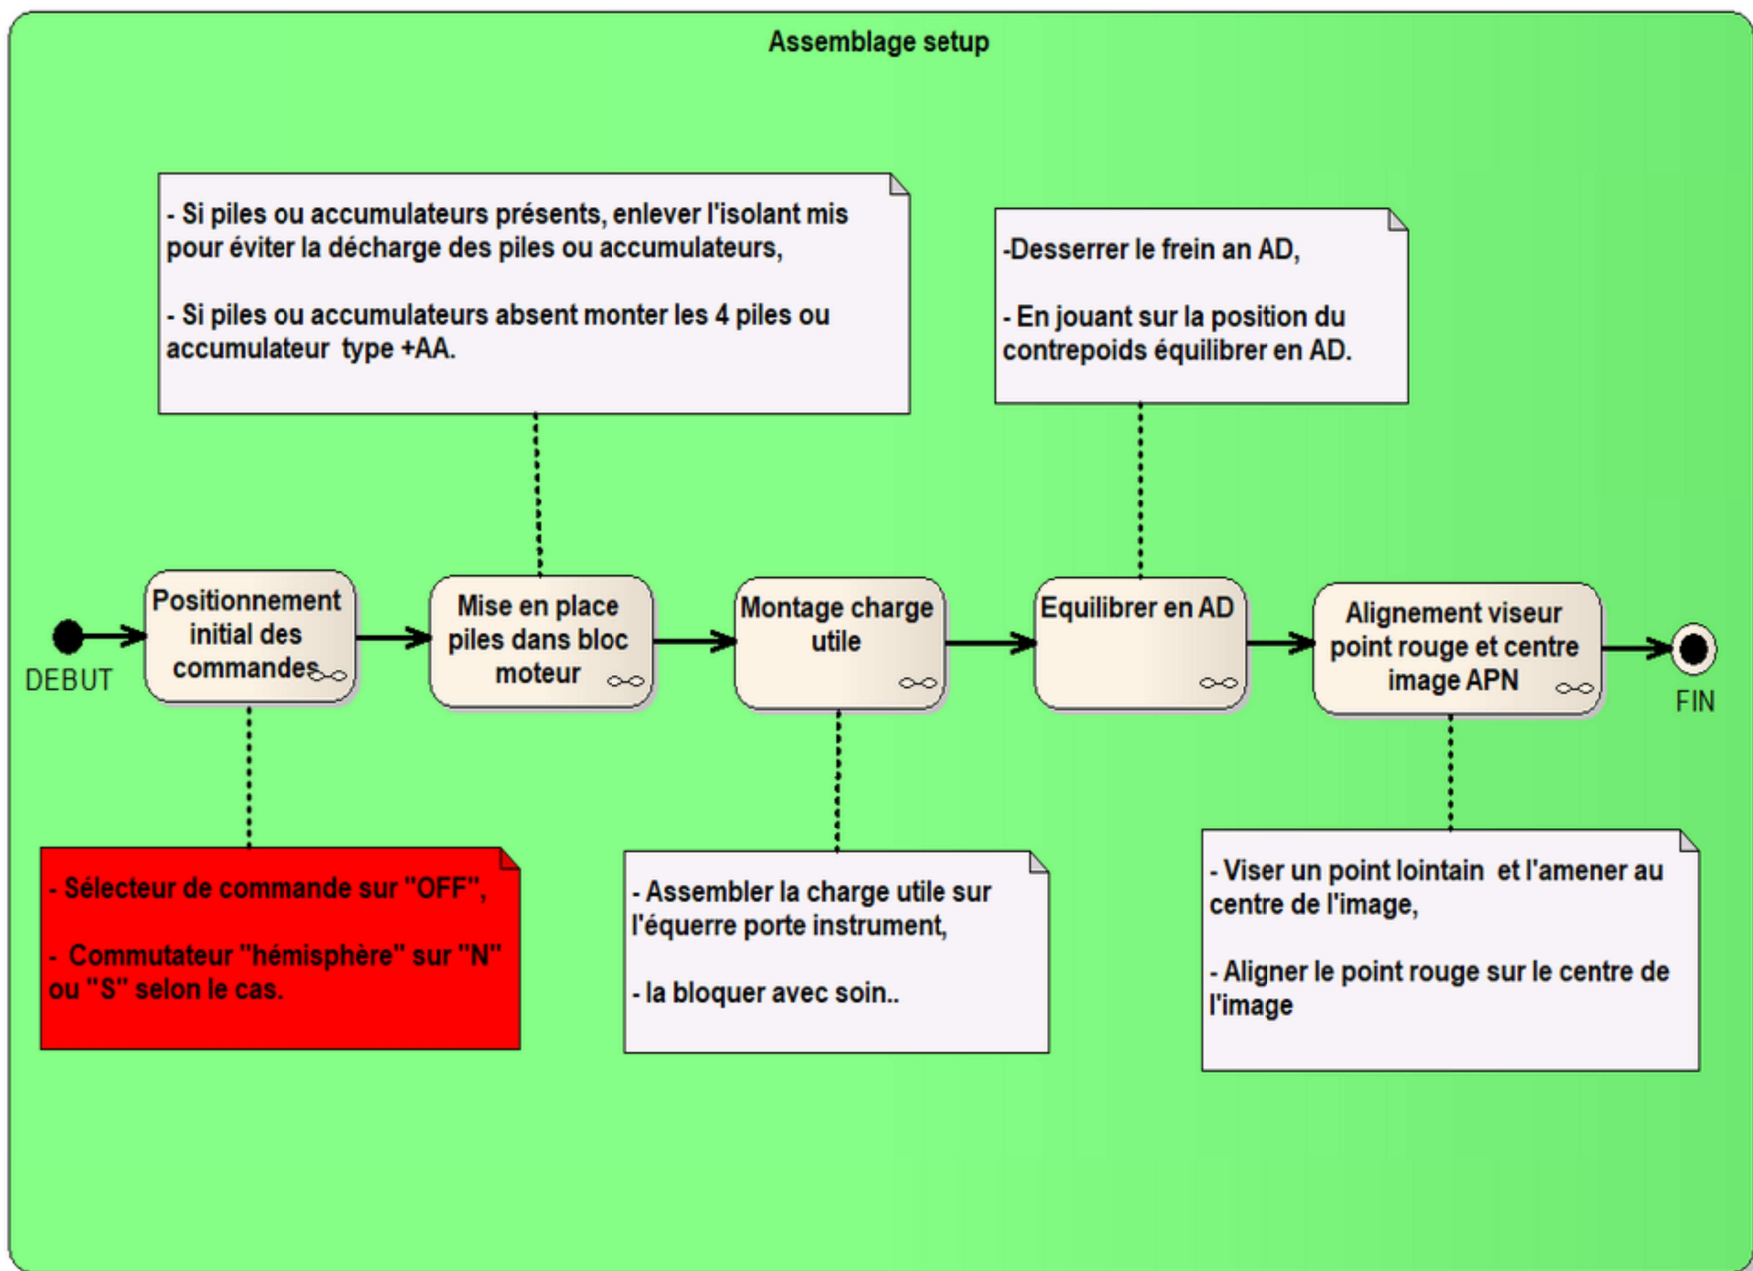 Assemblage setup
- Si piles ou accumulateurs présents, enlever l'isolant mis
pour éviter la décharge des piles ou accumulateurs,
- Si piles ou accumulateurs absent monter les 4 piles ou
accumulateur  type +AA.
-Desserrer le frein an AD,
- En jouant sur la position du
contrepoids équilibrer en AD.
DEBUT
Positionnement
initial des
commandes
Mise en place
piles dans bloc
moteur
Montage charge
utile
Equilibrer en AD
Alignement viseur
point rouge et centre
image APN
FIN
- Sélecteur de commande sur "OFF",
-  Commutateur "hémisphère" sur "N"
ou "S" selon le cas.
- Assembler la charge utile sur
l'équerre porte instrument,
- la bloquer avec soin..
- Viser un point lointain  et l'amener au
centre de l'image,
- Aligner le point rouge sur le centre de
l'image